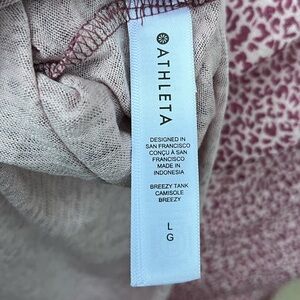 ATHLETA
DESIGNED IN
SAN FRANCISCO
CONÇU À SAN
FRANCISCO
MADE IN
INDONESIA
BREEZY TANK
CAMISOLE
BREEZY
L
G